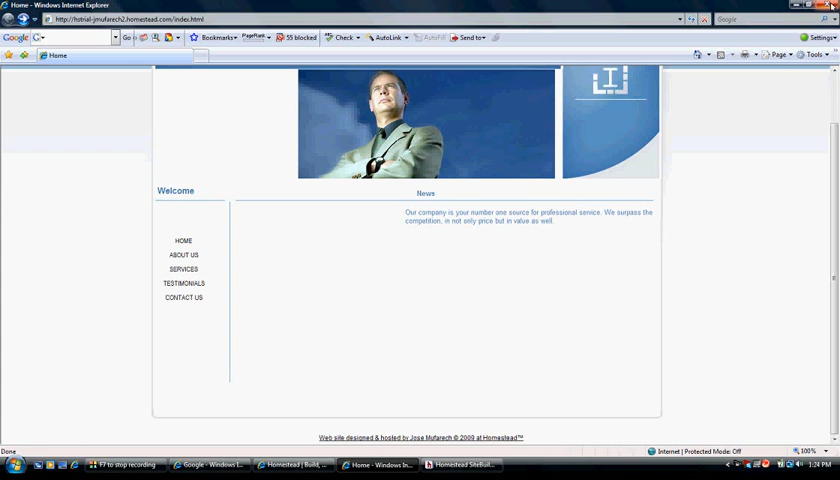 Home - Windows Internet Explorer
http://hstrial-jmufarech2.homestead.com/index.html
Google
Google
G
Go
Bookmarks
PageRank
55 blocked
Check
AutoLink
AutoFill
Send to
Settings
Home
Page
Tools
Welcome
News
Our company is your number one source for professional service. We surpass the
competition, in not only price but in value as well.
HOME
ABOUT US
SERVICES
TESTIMONIALS
CONTACT US
Web site designed & hosted by Jose Mufarech © 2009 at Homestead™
Done
Internet | Protected Mode: Off
100%
F7 to stop recording
Google - Windows I...
Homestead | Build, ...
Home - Windows In...
Homestead SiteBuil...
1:24 PM